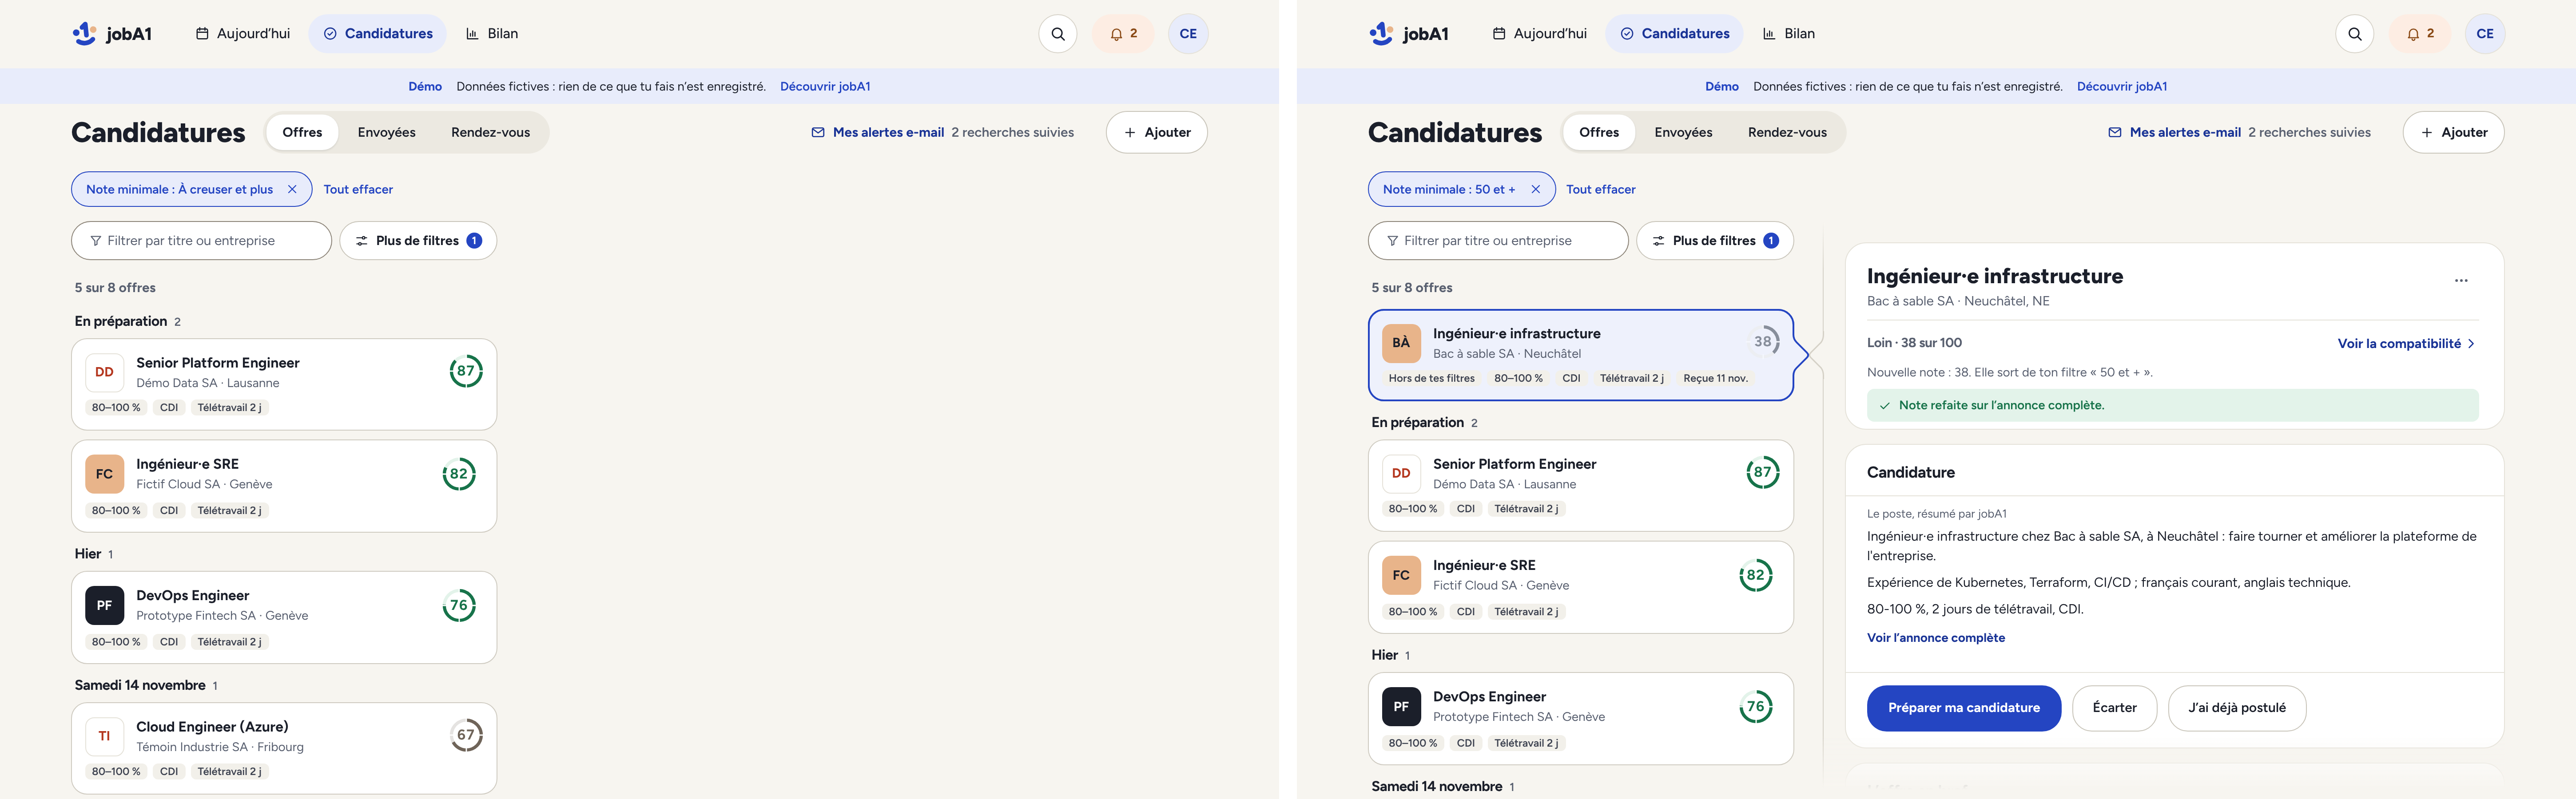 jobA1
Aujourd’hui
Candidatures
Bilan
2
CE
Démo Données fictives : rien de ce que tu fais n’est enregistré. Découvrir jobA1
Candidatures
Offres
Envoyées
Rendez-vous
Mes alertes e-mail 2 recherches suivies
Ajouter
Note minimale : À creuser et plus
Tout effacer
Filtrer par titre ou entreprise
Plus de filtres 1
5 sur 8 offres
En préparation 2
DD
Senior Platform Engineer
Démo Data SA · Lausanne
87
80–100 % CDI Télétravail 2 j
FC
Ingénieur·e SRE
Fictif Cloud SA · Genève
82
80–100 % CDI Télétravail 2 j
Hier 1
PF
DevOps Engineer
Prototype Fintech SA · Genève
76
80–100 % CDI Télétravail 2 j
Samedi 14 novembre 1
TI
Cloud Engineer (Azure)
Témoin Industrie SA · Fribourg
67
80–100 % CDI Télétravail 2 j
jobA1
Aujourd’hui
Candidatures
Bilan
2
CE
Démo Données fictives : rien de ce que tu fais n’est enregistré. Découvrir jobA1
Candidatures
Offres
Envoyées
Rendez-vous
Mes alertes e-mail 2 recherches suivies
Ajouter
Note minimale : 50 et +
Tout effacer
Filtrer par titre ou entreprise
Plus de filtres 1
5 sur 8 offres
BÀ
Ingénieur·e infrastructure
Bac à sable SA · Neuchâtel
38
Hors de tes filtres 80–100 % CDI Télétravail 2 j Reçue 11 nov.
En préparation 2
DD
Senior Platform Engineer
Démo Data SA · Lausanne
87
80–100 % CDI Télétravail 2 j
FC
Ingénieur·e SRE
Fictif Cloud SA · Genève
82
80–100 % CDI Télétravail 2 j
Hier 1
PF
DevOps Engineer
Prototype Fintech SA · Genève
76
80–100 % CDI Télétravail 2 j
Samedi 14 novembre 1
Ingénieur·e infrastructure
Bac à sable SA · Neuchâtel, NE
Loin · 38 sur 100
Voir la compatibilité
Nouvelle note : 38. Elle sort de ton filtre « 50 et + ».
Note refaite sur l’annonce complète.
Candidature
Le poste, résumé par jobA1
Ingénieur·e infrastructure chez Bac à sable SA, à Neuchâtel : faire tourner et améliorer la plateforme de
l'entreprise.
Expérience de Kubernetes, Terraform, CI/CD ; français courant, anglais technique.
80-100 %, 2 jours de télétravail, CDI.
Voir l’annonce complète
Préparer ma candidature
Écarter
J’ai déjà postulé